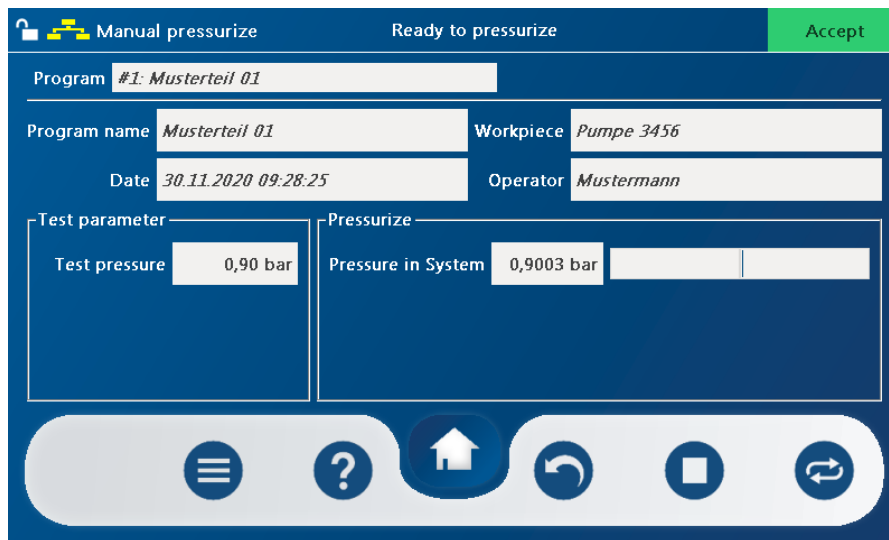 Manual pressurize Ready to pressurize Accept
Program #1: Musterteil 01
Program name Musterteil 01 Workpiece Pumpe 3456
Date 30.11.2020 09:28:25 Operator Mustermann
Test parameter Pressurize
Test pressure 0,90 bar Pressure in System 0,9003 bar
?